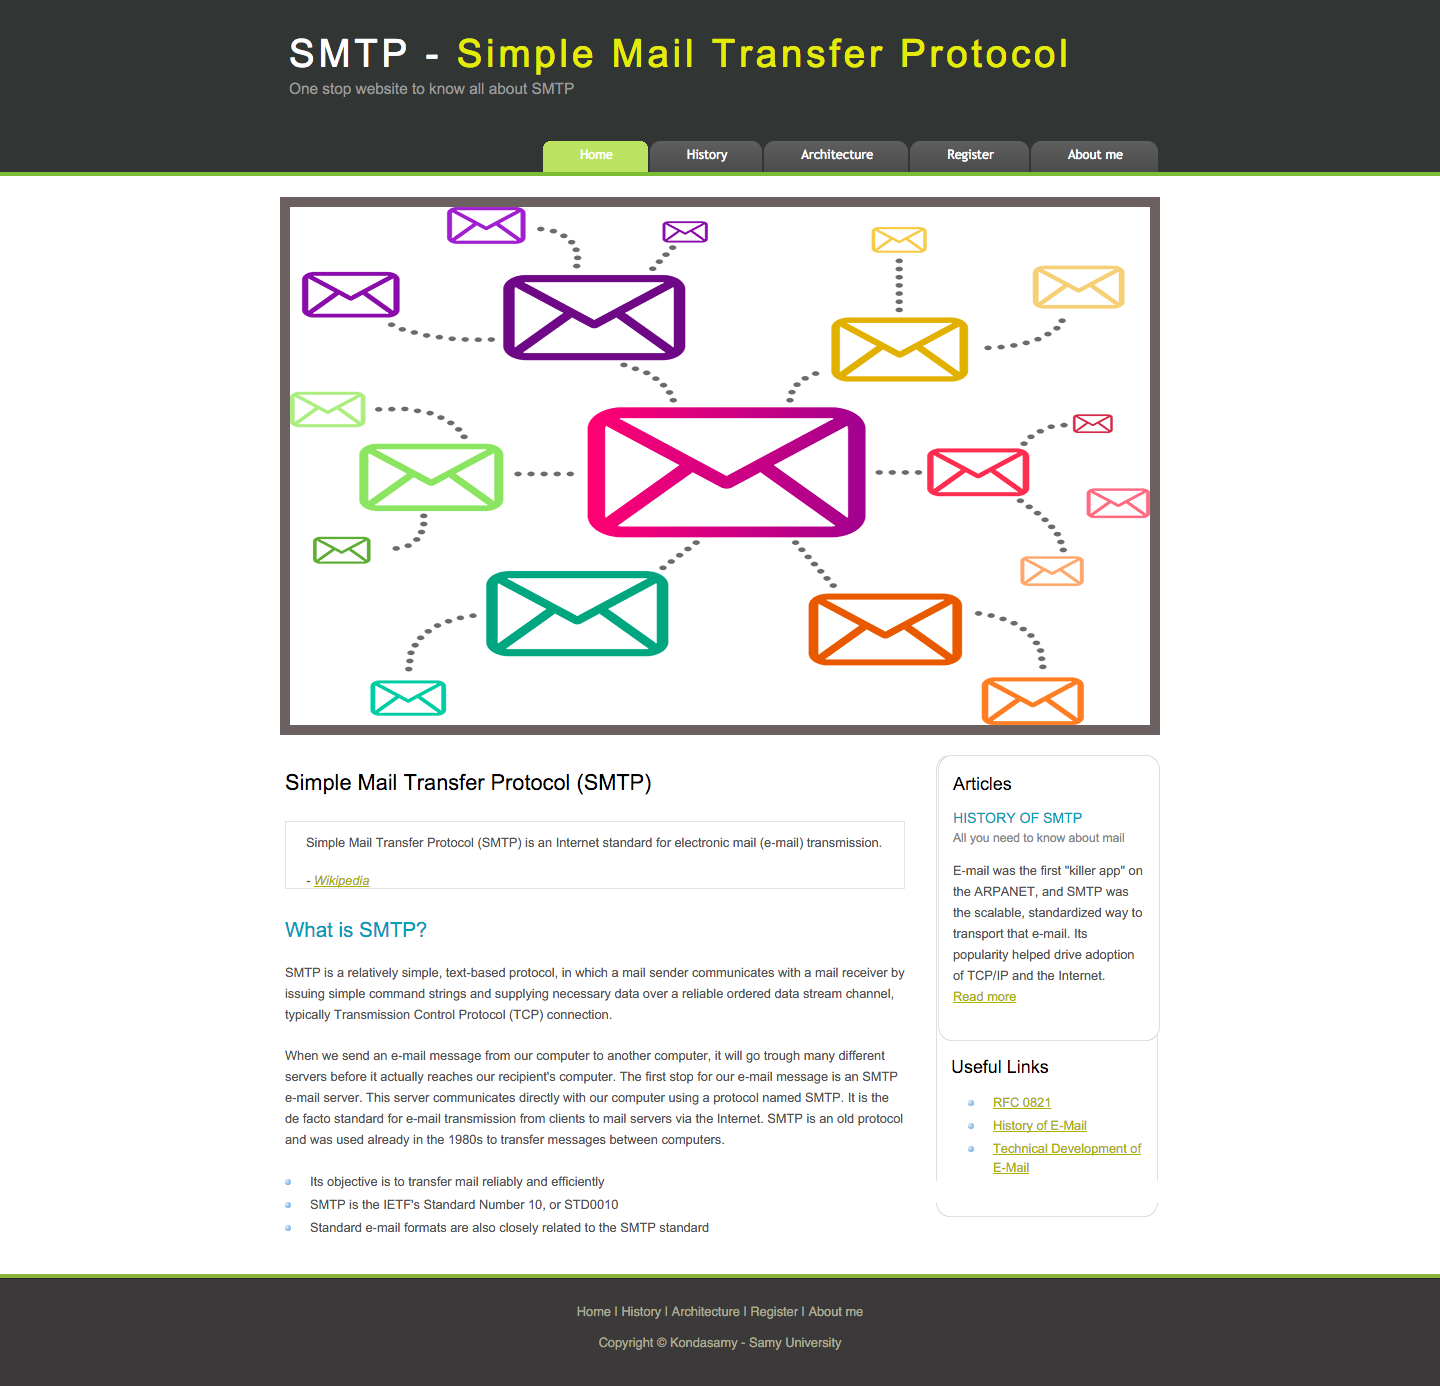 SMTP - Simple Mail Transfer Protocol
One stop website to know all about SMTP
Home
History
Architecture
Register
About me
Simple Mail Transfer Protocol (SMTP)
Simple Mail Transfer Protocol (SMTP) is an Internet standard for electronic mail (e-mail) transmission.
- Wikipedia
What is SMTP?
SMTP is a relatively simple, text-based protocol, in which a mail sender communicates with a mail receiver by
issuing simple command strings and supplying necessary data over a reliable ordered data stream channel,
typically Transmission Control Protocol (TCP) connection.
When we send an e-mail message from our computer to another computer, it will go trough many different
servers before it actually reaches our recipient's computer. The first stop for our e-mail message is an SMTP
e-mail server. This server communicates directly with our computer using a protocol named SMTP. It is the
de facto standard for e-mail transmission from clients to mail servers via the Internet. SMTP is an old protocol
and was used already in the 1980s to transfer messages between computers.
Its objective is to transfer mail reliably and efficiently
SMTP is the IETF's Standard Number 10, or STD0010
Standard e-mail formats are also closely related to the SMTP standard
Articles
HISTORY OF SMTP
All you need to know about mail
E-mail was the first "killer app" on
the ARPANET, and SMTP was
the scalable, standardized way to
transport that e-mail. Its
popularity helped drive adoption
of TCP/IP and the Internet.
Read more
Useful Links
RFC 0821
History of E-Mail
Technical Development of
E-Mail
Home | History | Architecture | Register | About me
Copyright © Kondasamy - Samy University